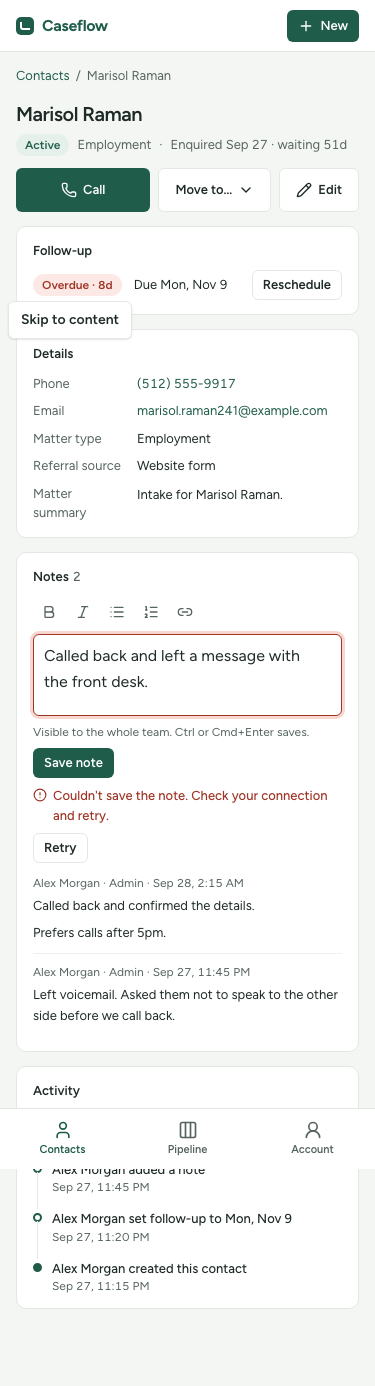 Caseflow
New
Contacts / Marisol Raman
Marisol Raman
Active Employment · Enquired Sep 27 · waiting 51d
Call
Move to...
Edit
Follow-up
Overdue · 8d Due Mon, Nov 9 Reschedule
Skip to content
Details
Phone (512) 555-9917
Email marisol.raman241@example.com
Matter type Employment
Referral source Website form
Matter summary Intake for Marisol Raman.
Notes 2
Called back and left a message with
the front desk.
Visible to the whole team. Ctrl or Cmd+Enter saves.
Save note
Couldn't save the note. Check your connection
and retry.
Retry
Alex Morgan · Admin · Sep 28, 2:15 AM
Called back and confirmed the details.
Prefers calls after 5pm.
Alex Morgan · Admin · Sep 27, 11:45 PM
Left voicemail. Asked them not to speak to the other
side before we call back.
Activity
Contacts
Pipeline
Account
Alex Morgan added a note
Sep 27, 11:45 PM
Alex Morgan set follow-up to Mon, Nov 9
Sep 27, 11:20 PM
Alex Morgan created this contact
Sep 27, 11:15 PM